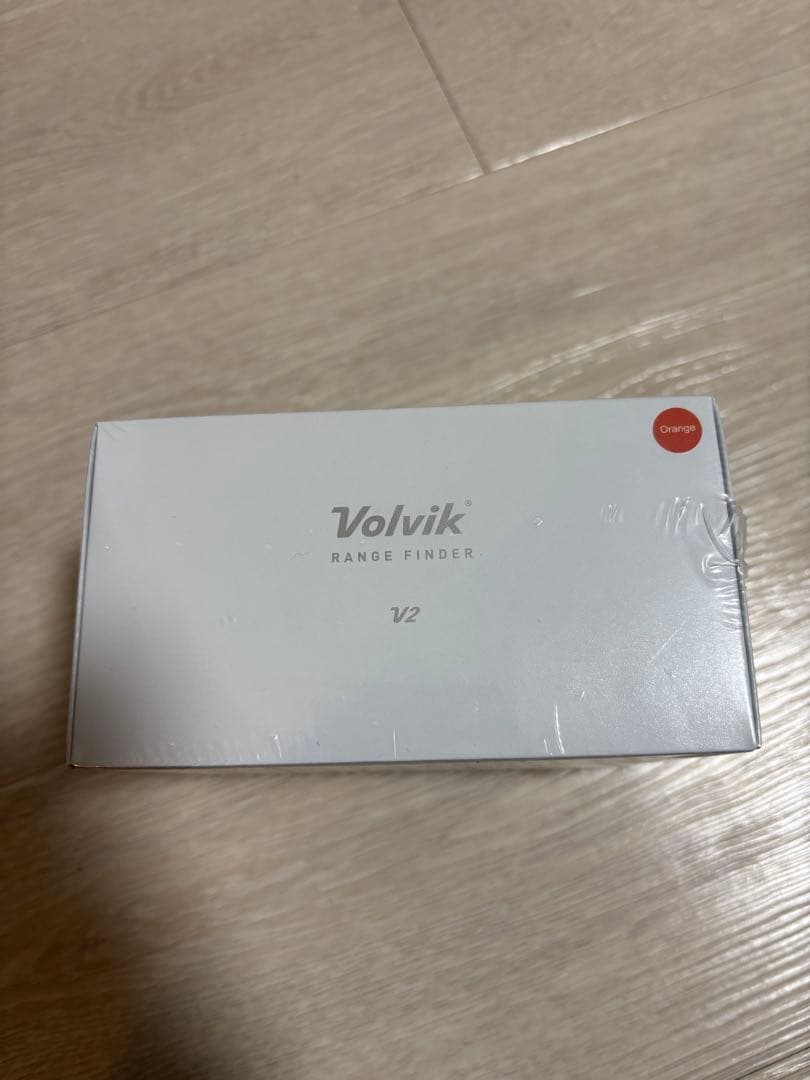 Orange
Volvik®
RANGE FINDER
V2